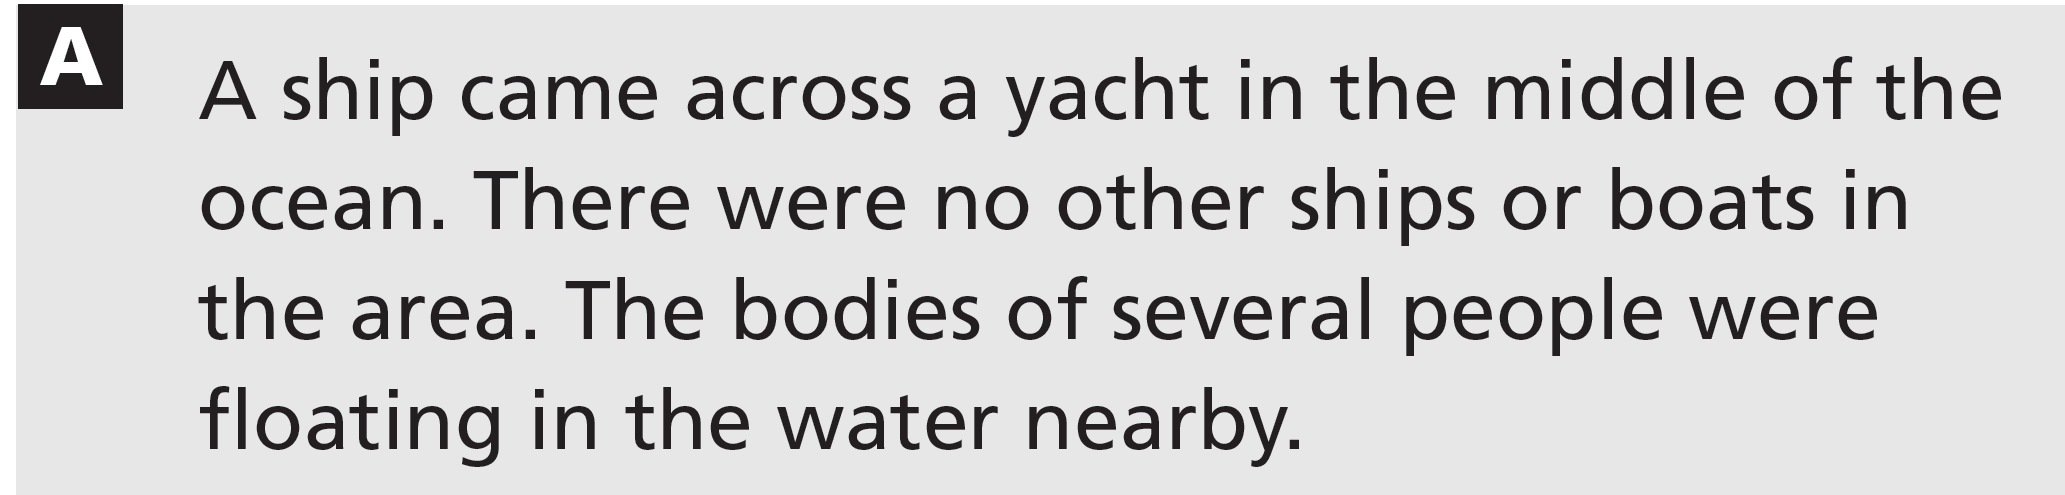 A
A ship came across a yacht in the middle of the
ocean. There were no other ships or boats in
the area. The bodies of several people were
floating in the water nearby.